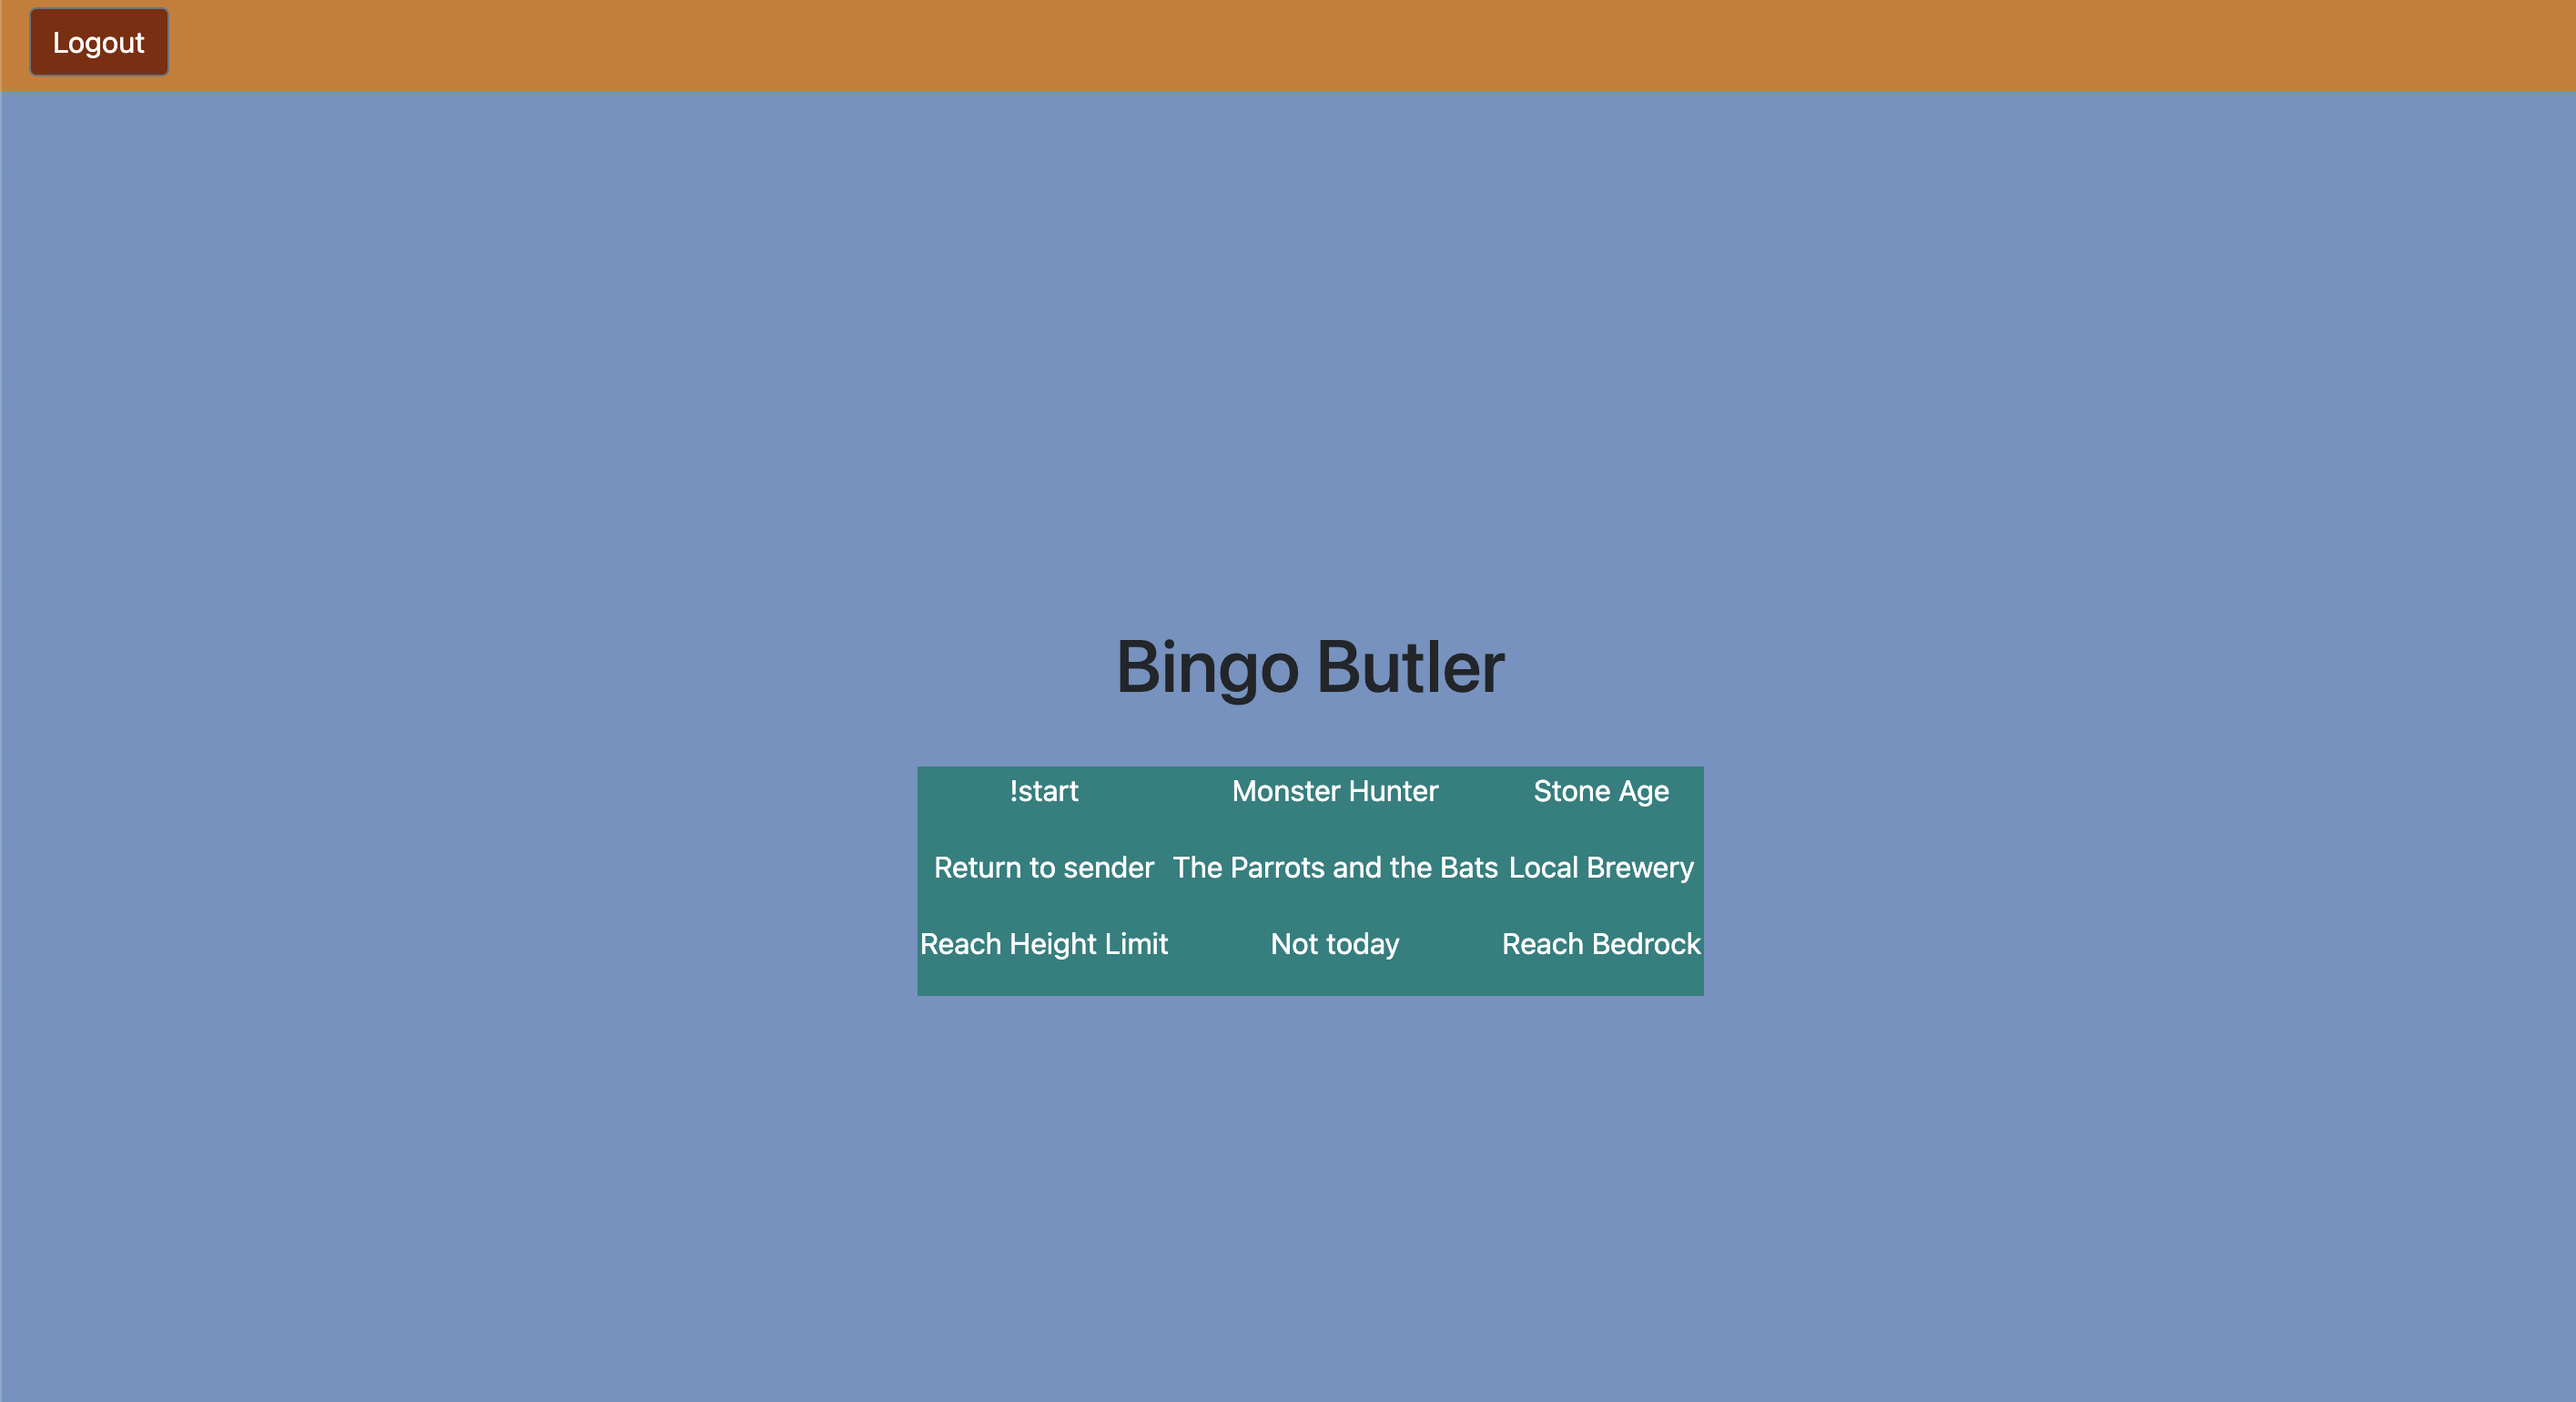 Logout
Bingo Butler
!start Monster Hunter Stone Age
Return to sender The Parrots and the Bats Local Brewery
Reach Height Limit Not today Reach Bedrock